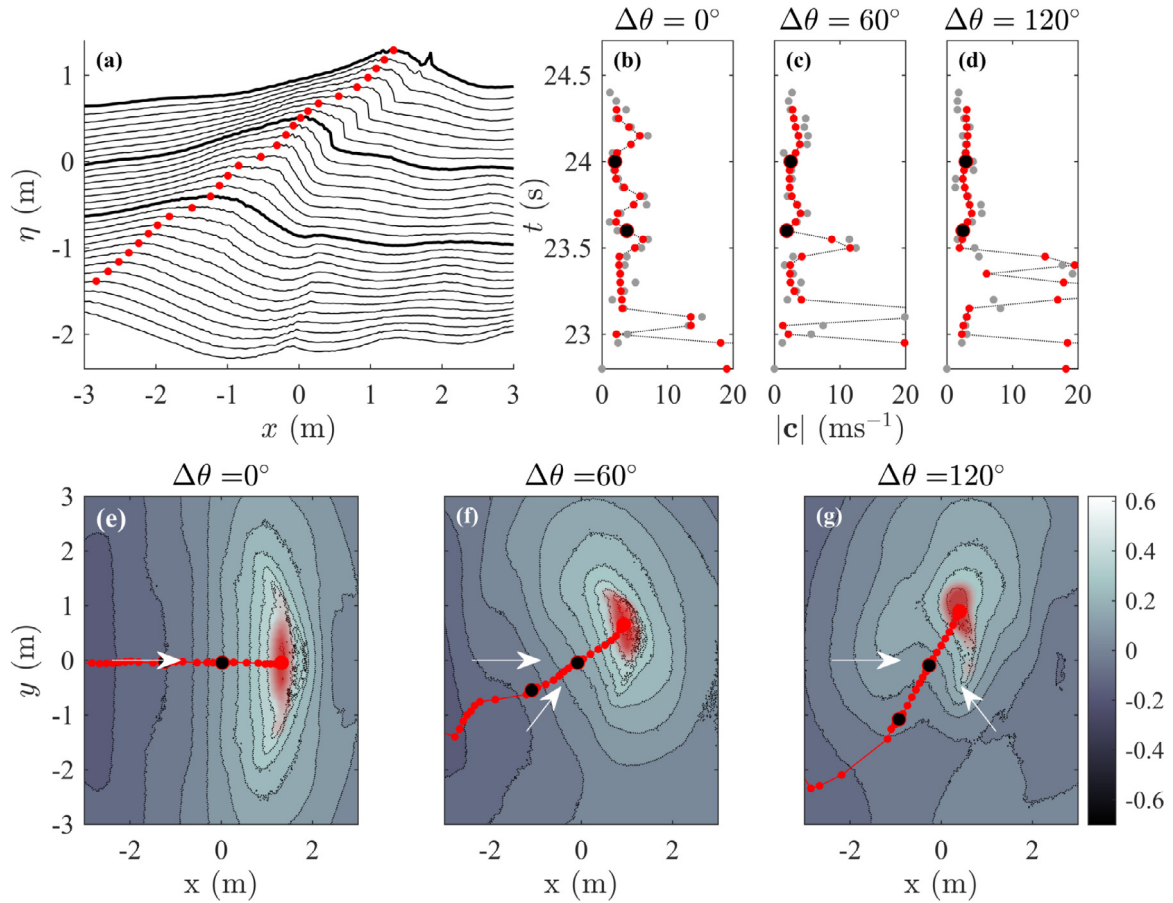 Δθ = 0° Δθ = 60° Δθ = 120°
(a) (b) (c) (d)
1
0
-1
-2
η (m)
-3 -2 -1 0 1 2 3
x (m)
24.5
24
23.5
23
t (s)
0 10 20 0 10 20 0 10 20
|c| (ms⁻¹)
Δθ =0° Δθ =60° Δθ =120°
(e) (f) (g)
3
2
1
0
-1
-2
-3
y (m)
-2 0 2 -2 0 2 -2 0 2
x (m) x (m) x (m)
0.6
0.4
0.2
0
-0.2
-0.4
-0.6